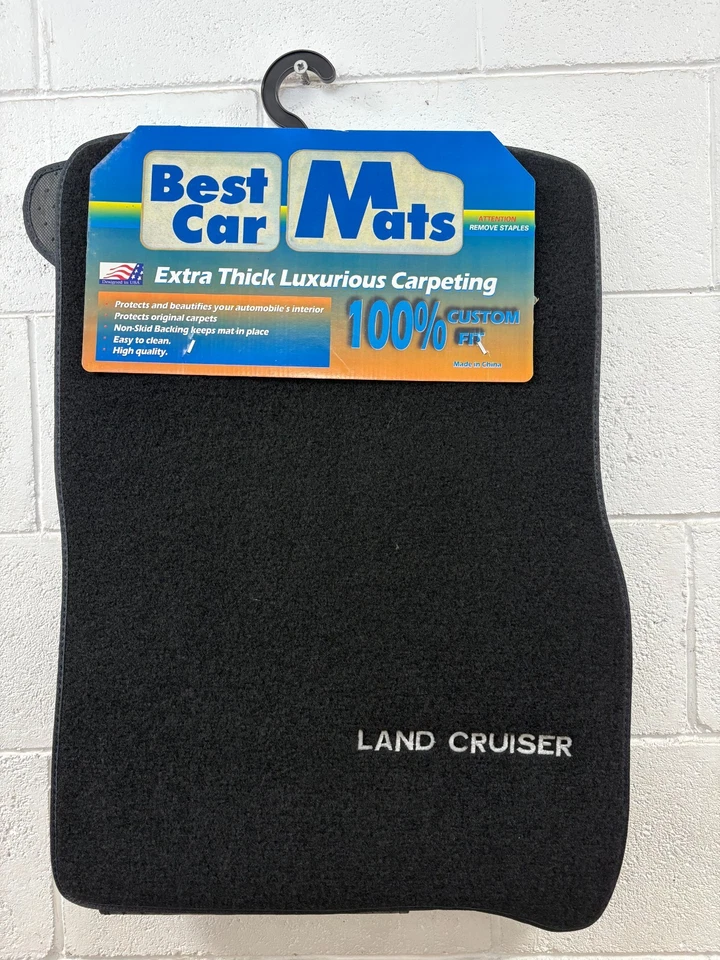 Best
Car
Mats
ATTENTION
REMOVE STAPLES
Designed in USA
Extra Thick Luxurious Carpeting
Protects and beautifies your automobile's interior
Protects original carpets
Non-Skid Backing keeps mat in place
Easy to clean.
High quality.
100% CUSTOM
FIT
Made in China
LAND CRUISER